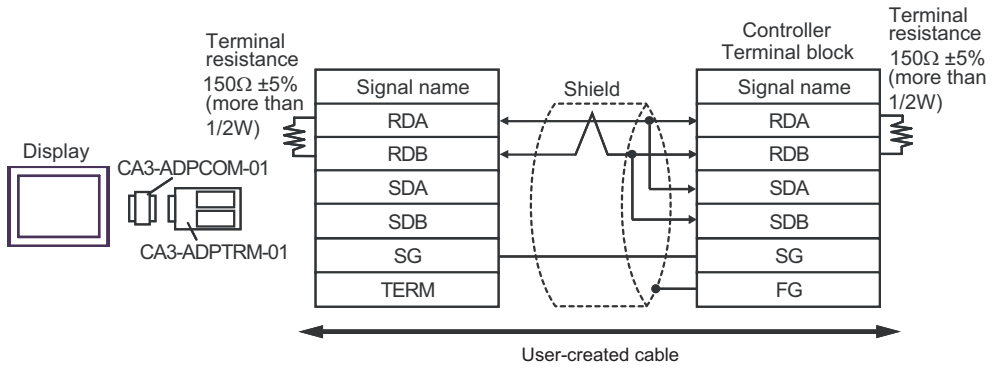 Controller
Terminal block
Terminal
resistance
150Ω ±5%
(more than
1/2W)
Terminal
resistance
150Ω ±5%
(more than
1/2W)
Signal name
Shield
Signal name
RDA
RDA
RDB
RDB
Display
CA3-ADPCOM-01
SDA
SDA
SDB
SDB
CA3-ADPTRM-01
SG
SG
TERM
FG
User-created cable